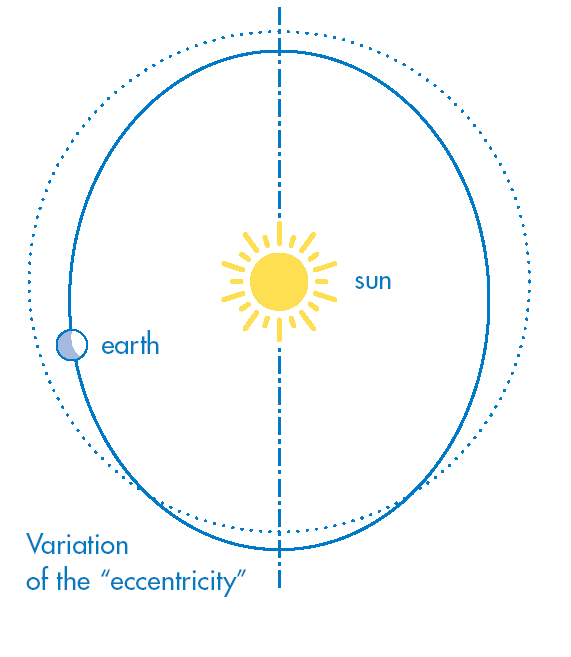 sun
earth
Variation
of the “eccentricity”